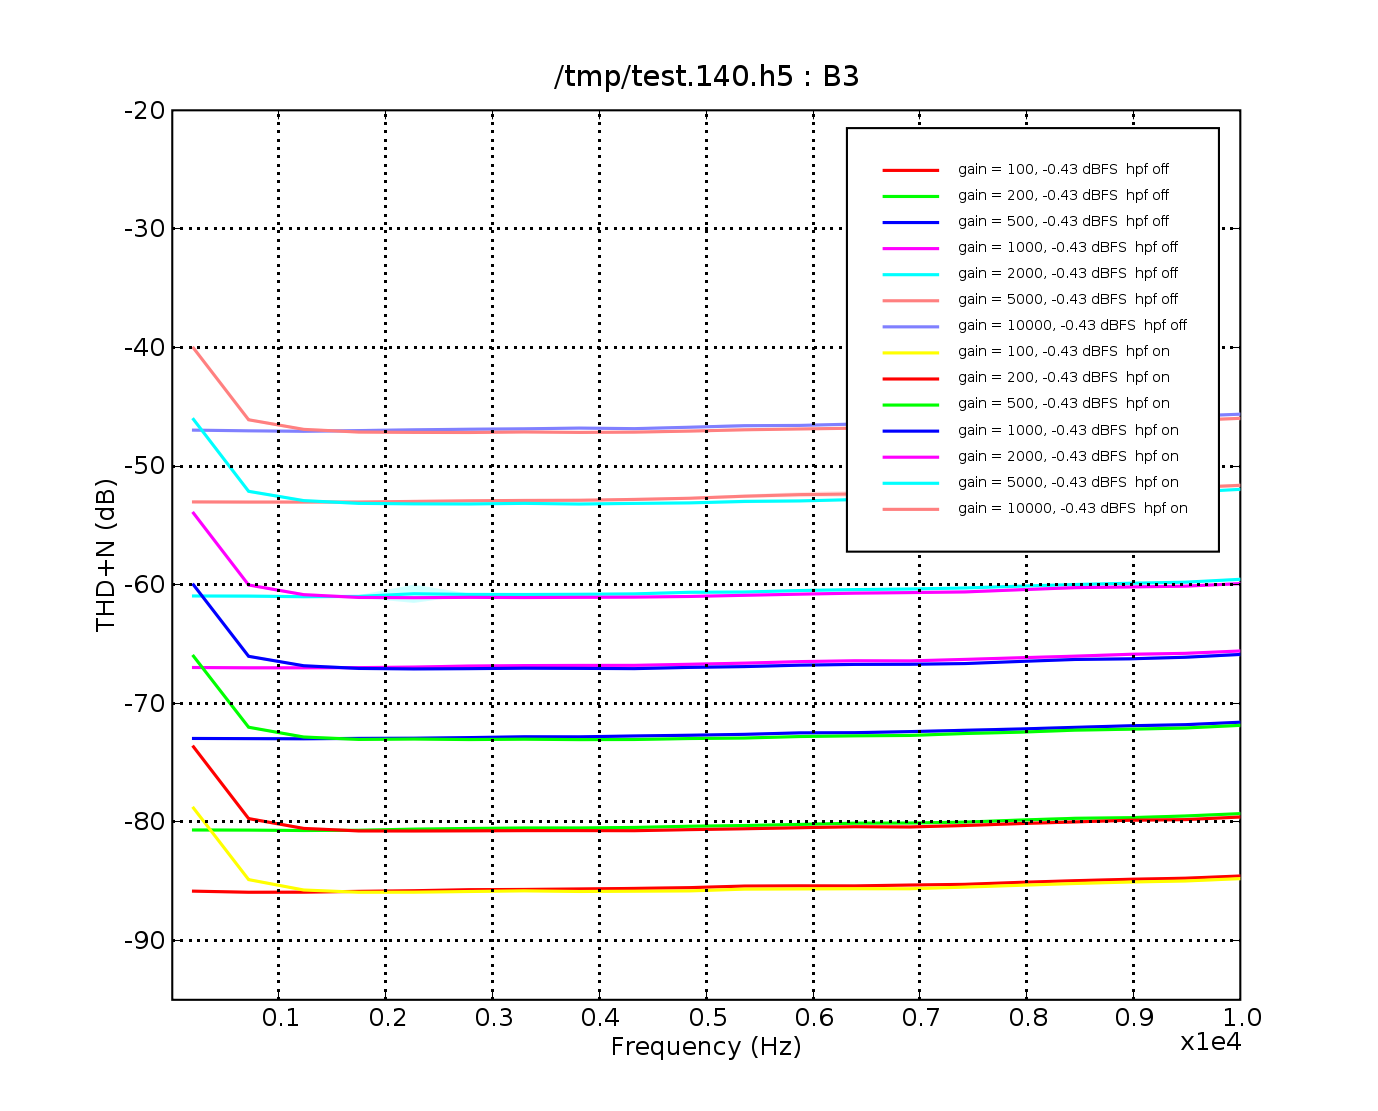 /tmp/test.140.h5 : B3
-20
-30
-40
-50
-60
-70
-80
-90
THD+N (dB)
gain = 100, -0.43 dBFS  hpf off
gain = 200, -0.43 dBFS  hpf off
gain = 500, -0.43 dBFS  hpf off
gain = 1000, -0.43 dBFS  hpf off
gain = 2000, -0.43 dBFS  hpf off
gain = 5000, -0.43 dBFS  hpf off
gain = 10000, -0.43 dBFS  hpf off
gain = 100, -0.43 dBFS  hpf on
gain = 200, -0.43 dBFS  hpf on
gain = 500, -0.43 dBFS  hpf on
gain = 1000, -0.43 dBFS  hpf on
gain = 2000, -0.43 dBFS  hpf on
gain = 5000, -0.43 dBFS  hpf on
gain = 10000, -0.43 dBFS  hpf on
0.1 0.2 0.3 0.4 0.5 0.6 0.7 0.8 0.9 1.0
x1e4
Frequency (Hz)